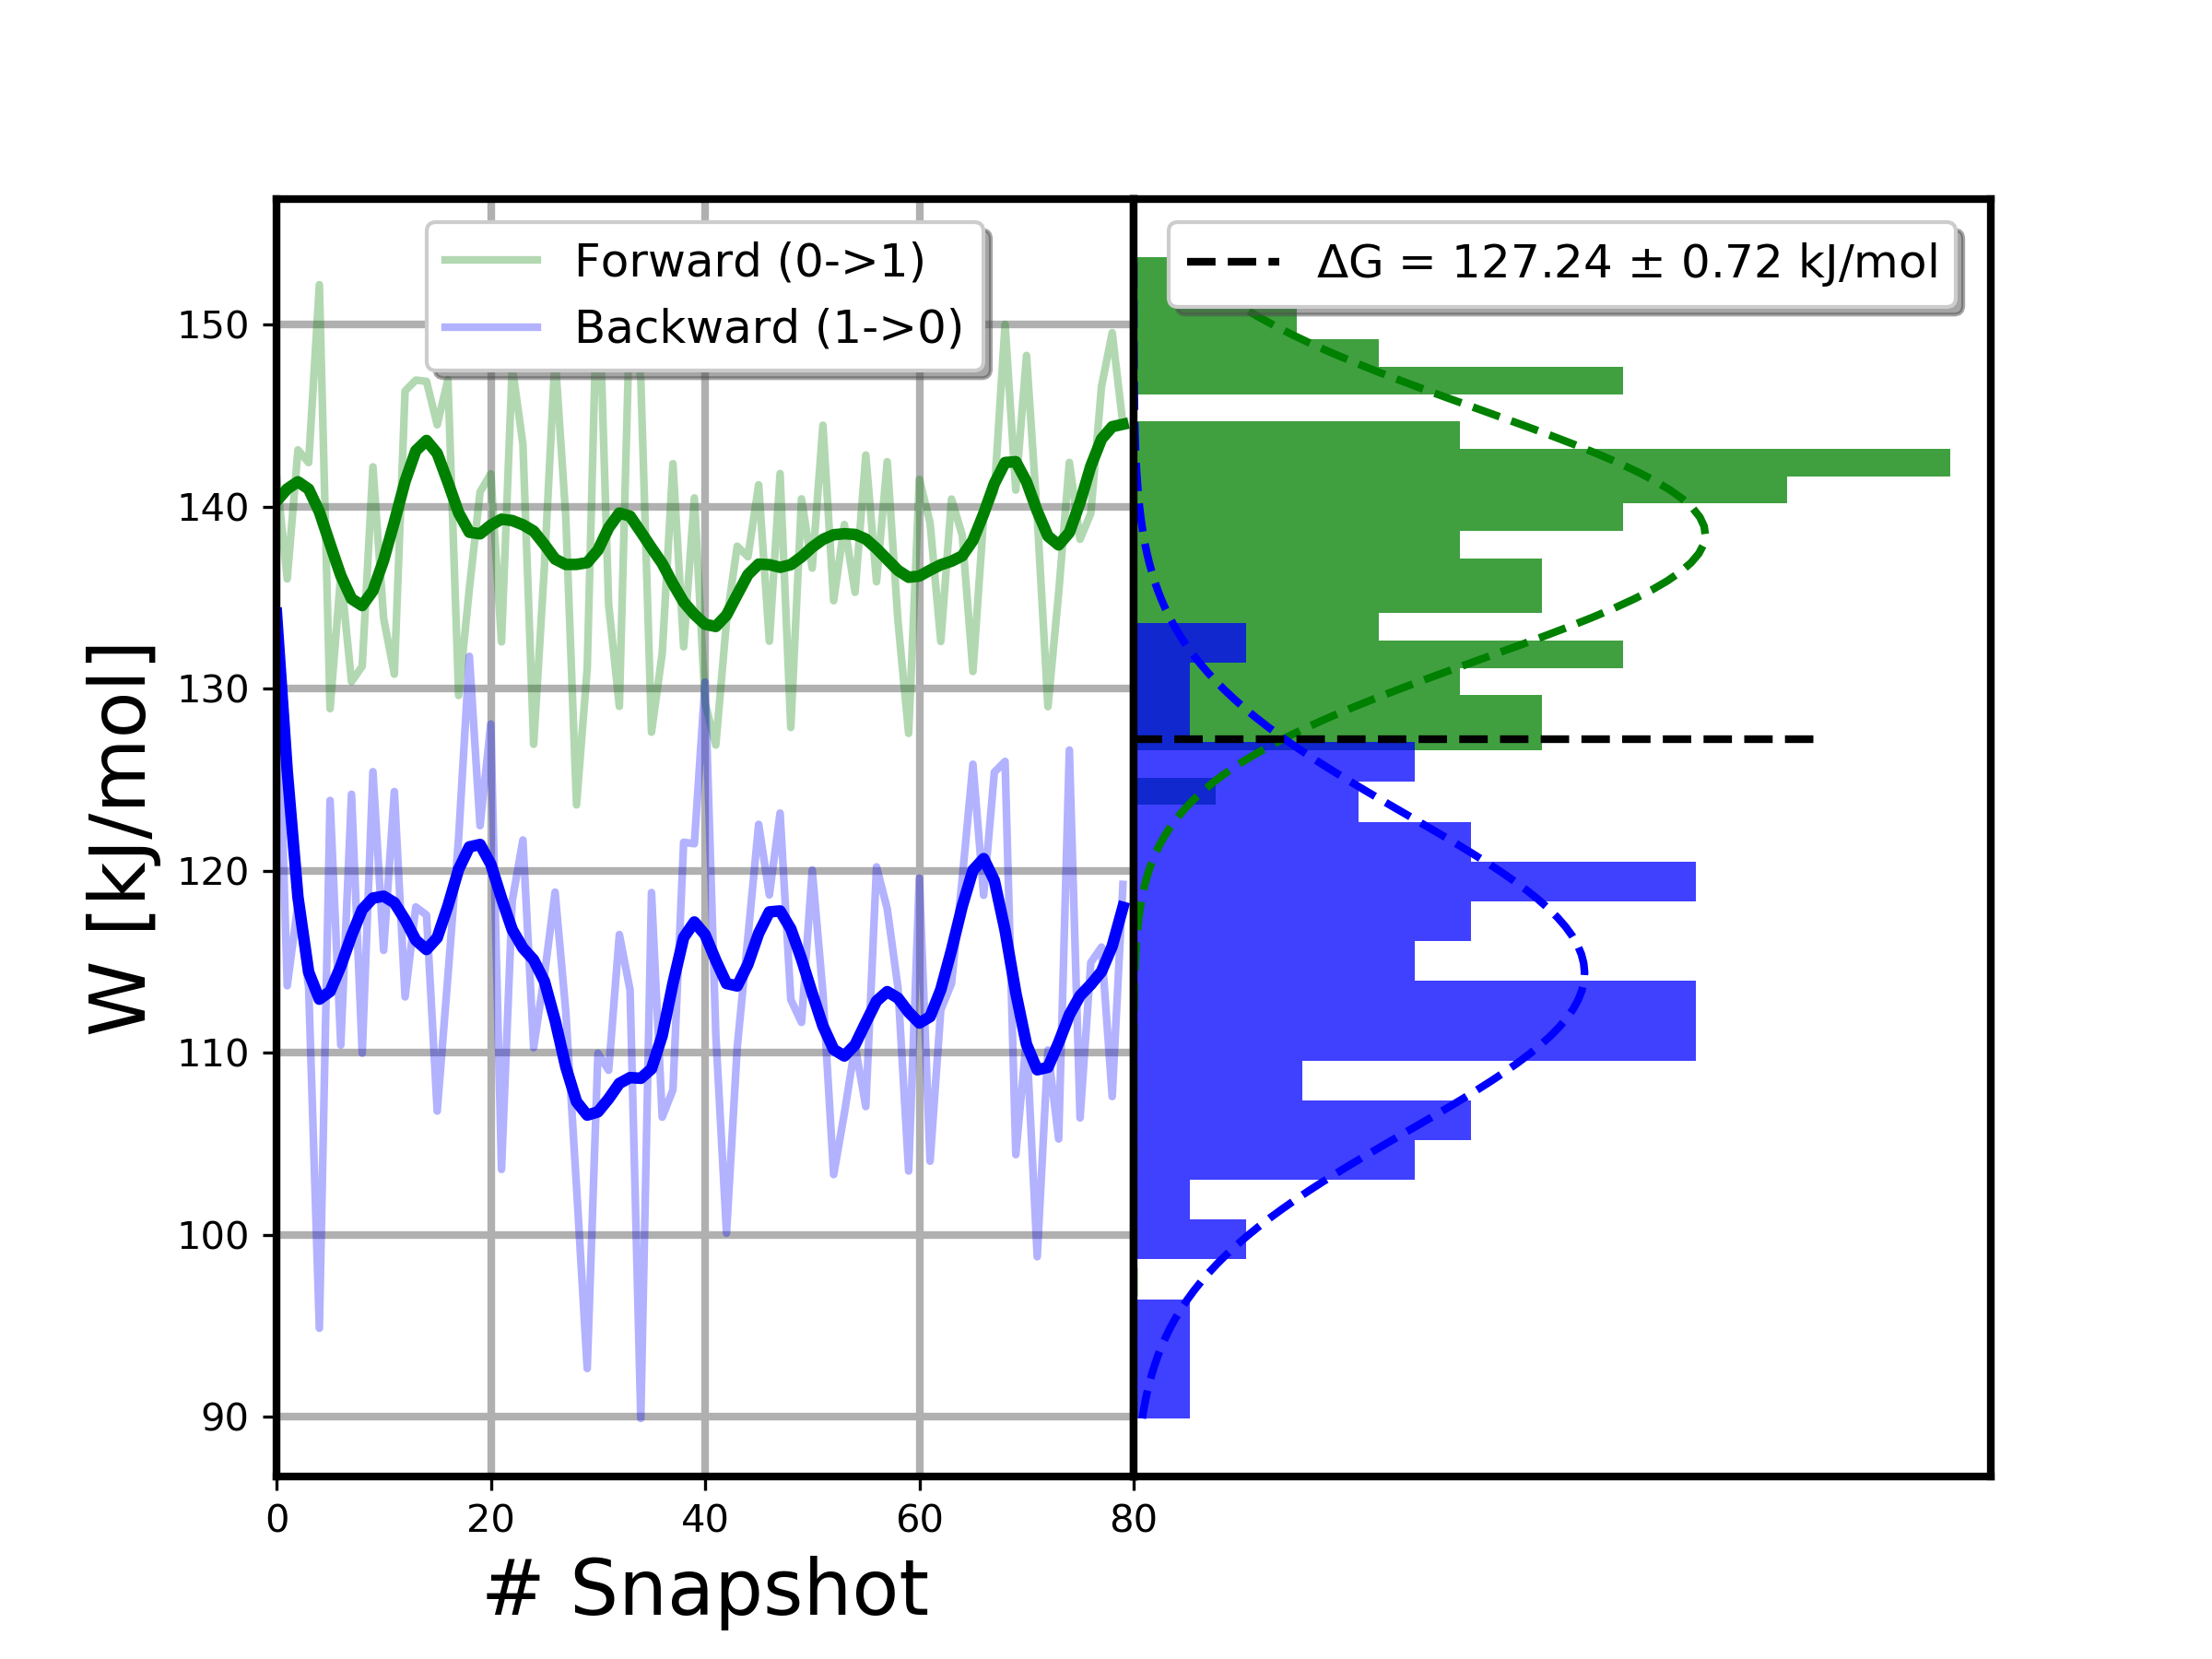 Forward (0->1)
Backward (1->0)
ΔG = 127.24 ± 0.72 kJ/mol
W [kJ/mol]
150
140
130
120
110
100
90
0 20 40 60 80
# Snapshot